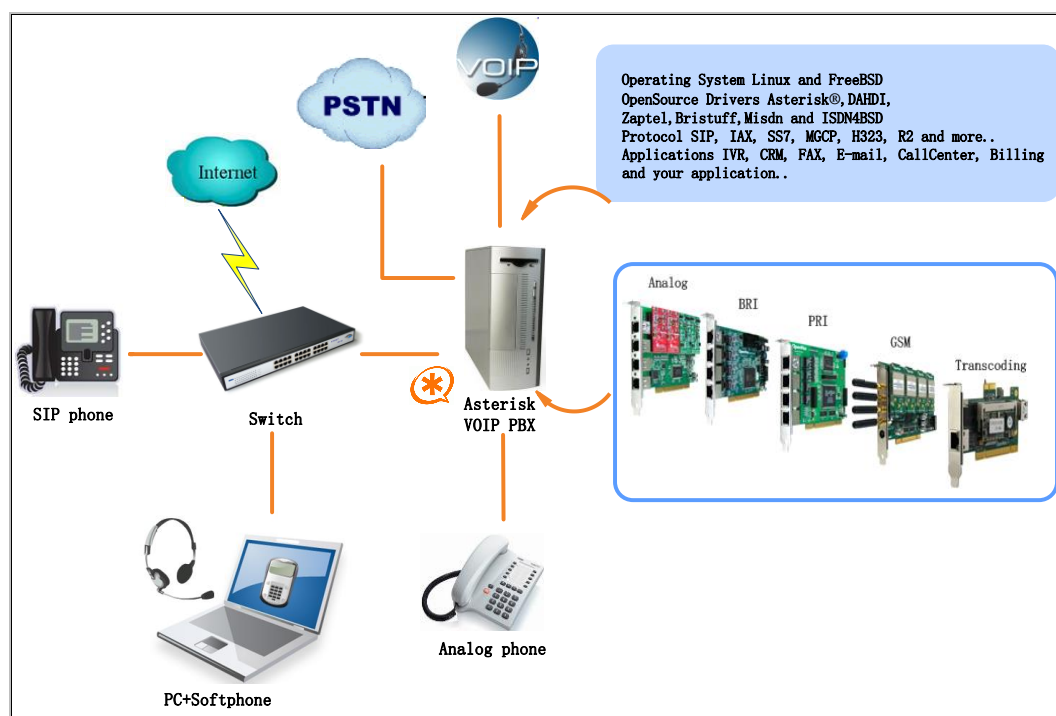 VOIP
PSTN
Operating System Linux and FreeBSD
OpenSource Drivers Asterisk®,DAHDI,
Zaptel,Bristuff,Misdn and ISDN4BSD
Protocol SIP, IAX, SS7, MGCP, H323, R2 and more..
Applications IVR, CRM, FAX, E-mail, CallCenter, Billing
and your application..
Internet
Analog
BRI
PRI
GSM
Transcoding
SIP phone
Switch
Asterisk
VOIP PBX
Analog phone
PC+Softphone